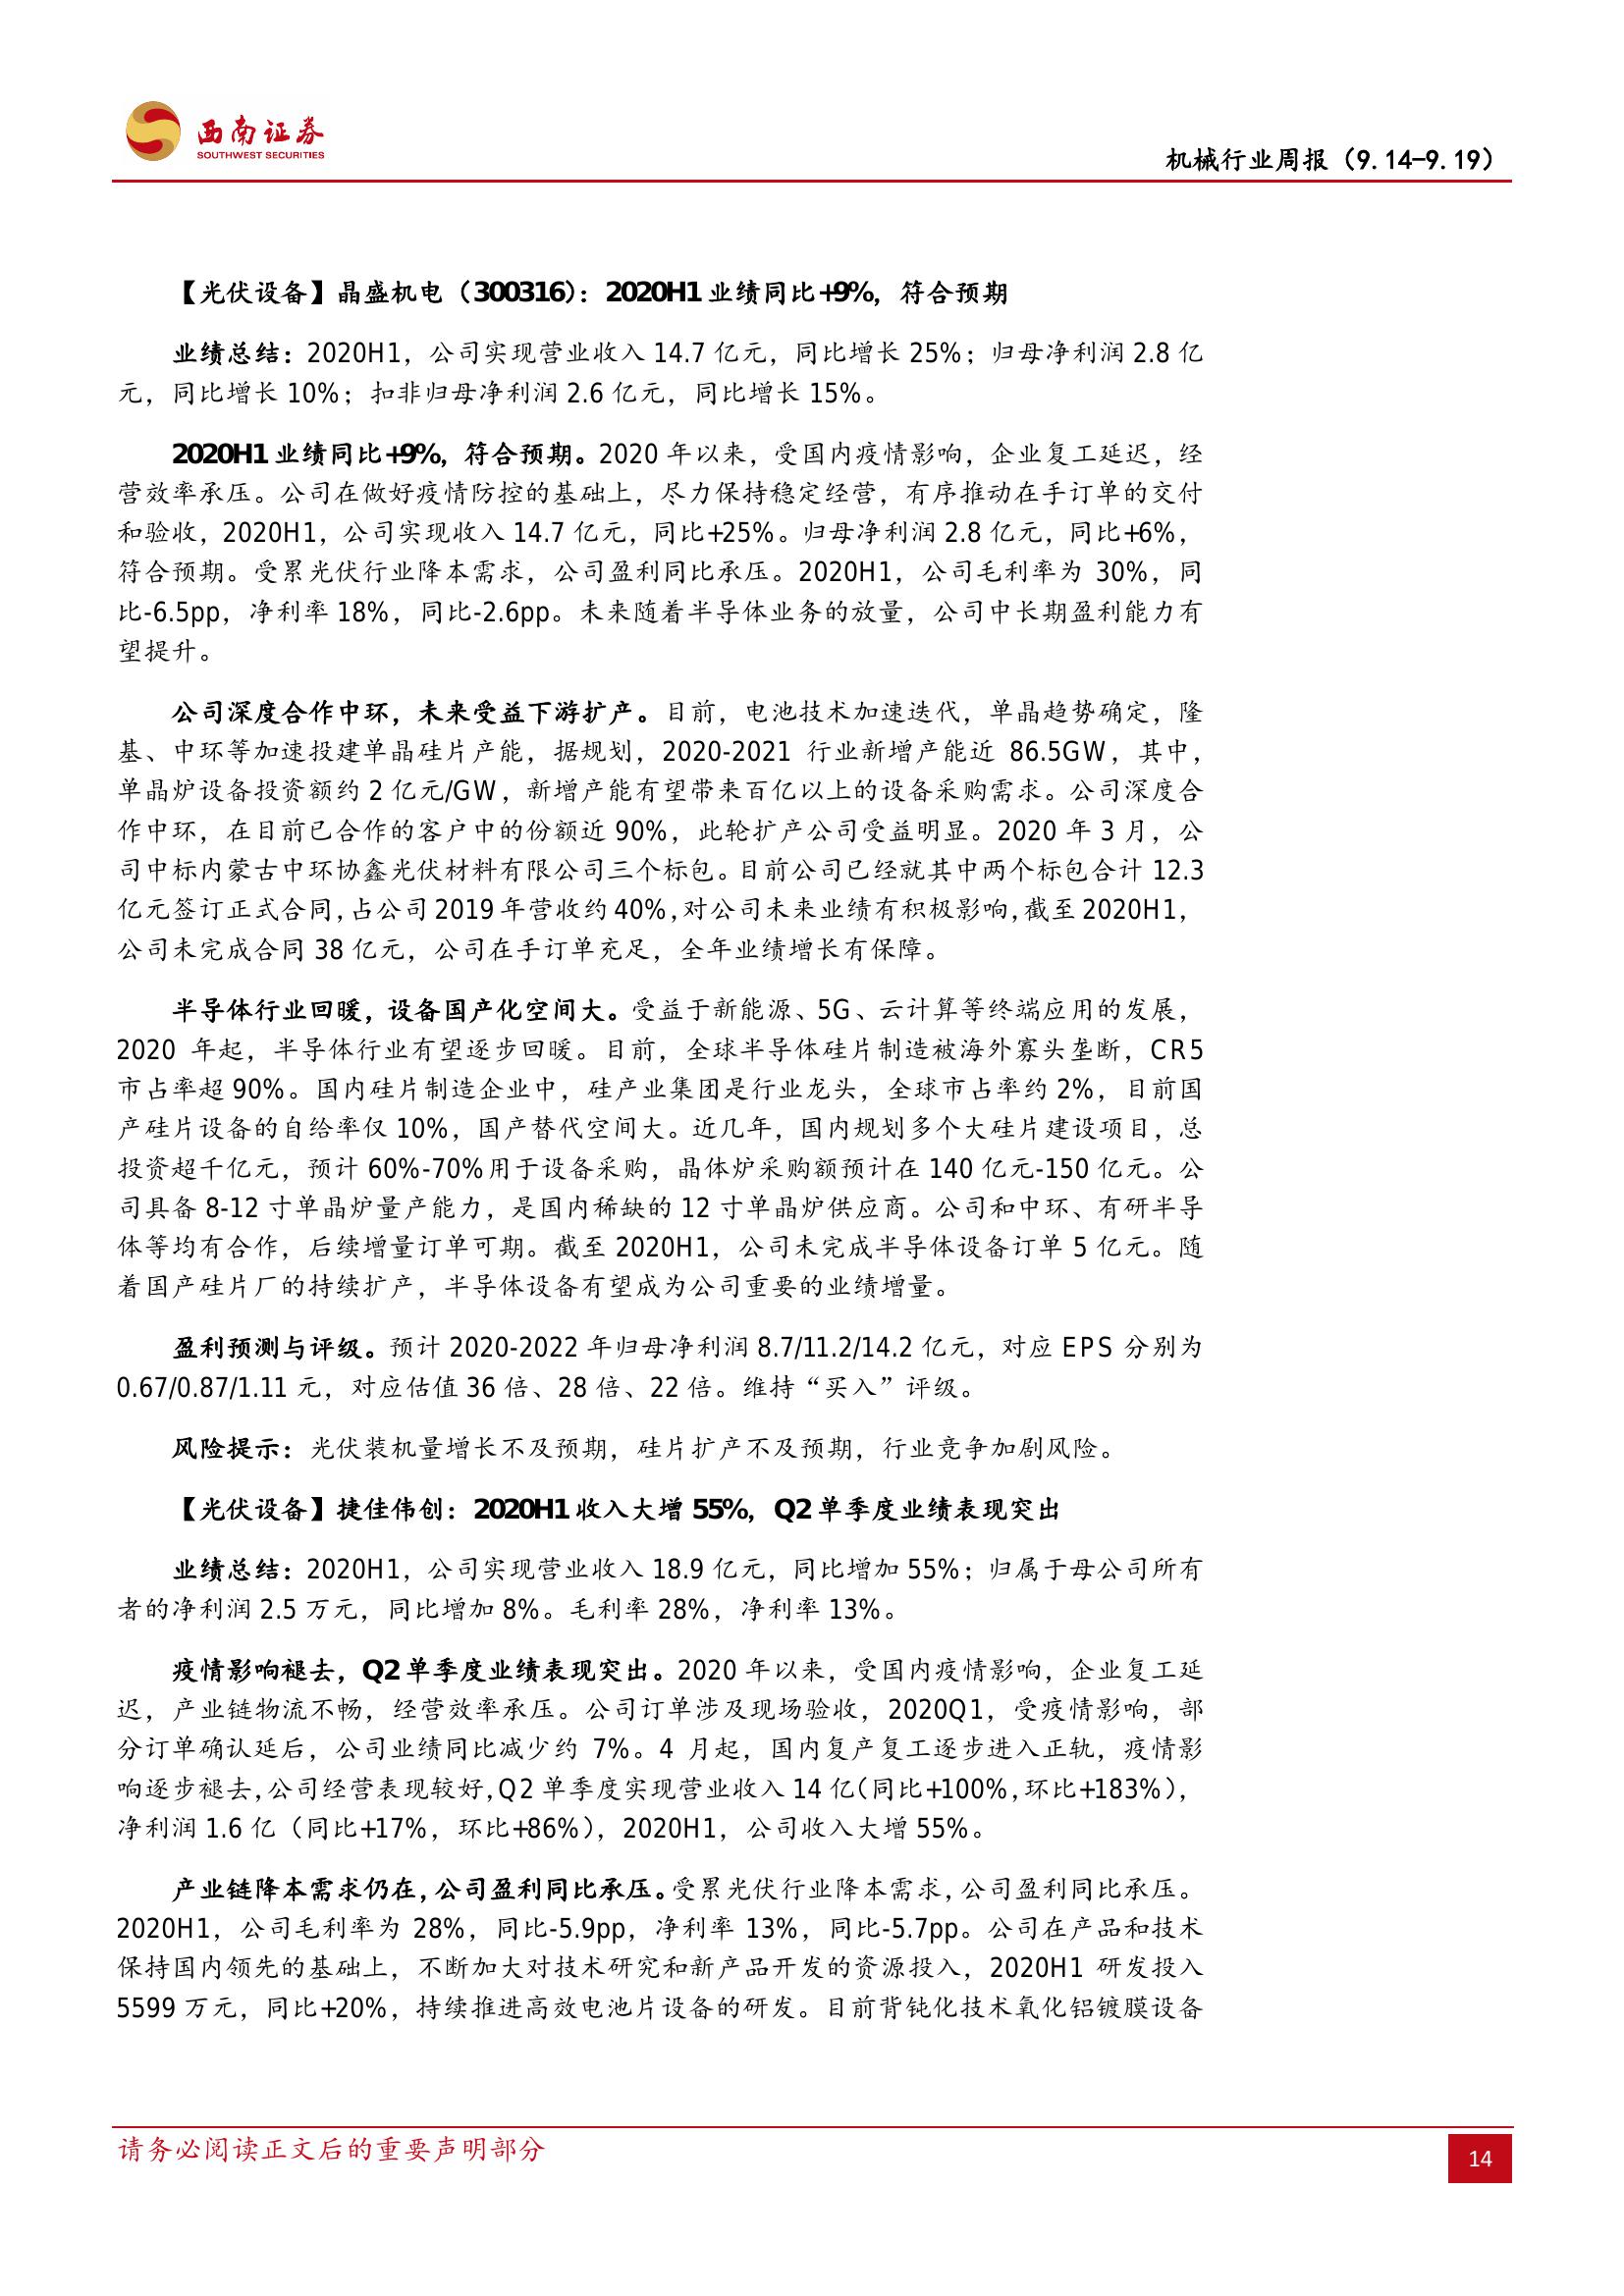 西南证券
SOUTHWEST SECURITIES
机械行业周报（9.14-9.19）
【光伏设备】晶盛机电（300316）：2020H1 业绩同比+9%，符合预期
业绩总结：2020H1，公司实现营业收入 14.7 亿元，同比增长 25%；归母净利润 2.8 亿
元，同比增长 10%；扣非归母净利润 2.6 亿元，同比增长 15%。
2020H1 业绩同比+9%，符合预期。2020 年以来，受国内疫情影响，企业复工延迟，经
营效率承压。公司在做好疫情防控的基础上，尽力保持稳定经营，有序推动在手订单的交付
和验收，2020H1，公司实现收入 14.7 亿元，同比+25%。归母净利润 2.8 亿元，同比+6%，
符合预期。受累光伏行业降本需求，公司盈利同比承压。2020H1，公司毛利率为 30%，同
比-6.5pp，净利率 18%，同比-2.6pp。未来随着半导体业务的放量，公司中长期盈利能力有
望提升。
公司深度合作中环，未来受益下游扩产。目前，电池技术加速迭代，单晶趋势确定，隆
基、中环等加速投建单晶硅片产能，据规划，2020-2021 行业新增产能近 86.5GW，其中，
单晶炉设备投资额约 2 亿元/GW，新增产能有望带来百亿以上的设备采购需求。公司深度合
作中环，在目前已合作的客户中的份额近 90%，此轮扩产公司受益明显。2020 年 3 月，公
司中标内蒙古中环协鑫光伏材料有限公司三个标包。目前公司已经就其中两个标包合计 12.3
亿元签订正式合同，占公司 2019 年营收约 40%，对公司未来业绩有积极影响，截至 2020H1，
公司未完成合同 38 亿元，公司在手订单充足，全年业绩增长有保障。
半导体行业回暖，设备国产化空间大。受益于新能源、5G、云计算等终端应用的发展，
2020 年起，半导体行业有望逐步回暖。目前，全球半导体硅片制造被海外寡头垄断，CR5
市占率超 90%。国内硅片制造企业中，硅产业集团是行业龙头，全球市占率约 2%，目前国
产硅片设备的自给率仅 10%，国产替代空间大。近几年，国内规划多个大硅片建设项目，总
投资超千亿元，预计 60%-70%用于设备采购，晶体炉采购额预计在 140 亿元-150 亿元。公
司具备 8-12 寸单晶炉量产能力，是国内稀缺的 12 寸单晶炉供应商。公司和中环、有研半导
体等均有合作，后续增量订单可期。截至 2020H1，公司未完成半导体设备订单 5 亿元。随
着国产硅片厂的持续扩产，半导体设备有望成为公司重要的业绩增量。
盈利预测与评级。预计 2020-2022 年归母净利润 8.7/11.2/14.2 亿元，对应 EPS 分别为
0.67/0.87/1.11 元，对应估值 36 倍、28 倍、22 倍。维持“买入”评级。
风险提示：光伏装机量增长不及预期，硅片扩产不及预期，行业竞争加剧风险。
【光伏设备】捷佳伟创：2020H1 收入大增 55%，Q2 单季度业绩表现突出
业绩总结：2020H1，公司实现营业收入 18.9 亿元，同比增加 55%；归属于母公司所有
者的净利润 2.5 万元，同比增加 8%。毛利率 28%，净利率 13%。
疫情影响褪去，Q2 单季度业绩表现突出。2020 年以来，受国内疫情影响，企业复工延
迟，产业链物流不畅，经营效率承压。公司订单涉及现场验收，2020Q1，受疫情影响，部
分订单确认延后，公司业绩同比减少约 7%。4 月起，国内复产复工逐步进入正轨，疫情影
响逐步褪去，公司经营表现较好，Q2 单季度实现营业收入 14 亿（同比+100%，环比+183%），
净利润 1.6 亿（同比+17%，环比+86%），2020H1，公司收入大增 55%。
产业链降本需求仍在，公司盈利同比承压。受累光伏行业降本需求，公司盈利同比承压。
2020H1，公司毛利率为 28%，同比-5.9pp，净利率 13%，同比-5.7pp。公司在产品和技术
保持国内领先的基础上，不断加大对技术研究和新产品开发的资源投入，2020H1 研发投入
5599 万元，同比+20%，持续推进高效电池片设备的研发。目前背钝化技术氧化铝镀膜设备
请务必阅读正文后的重要声明部分
14